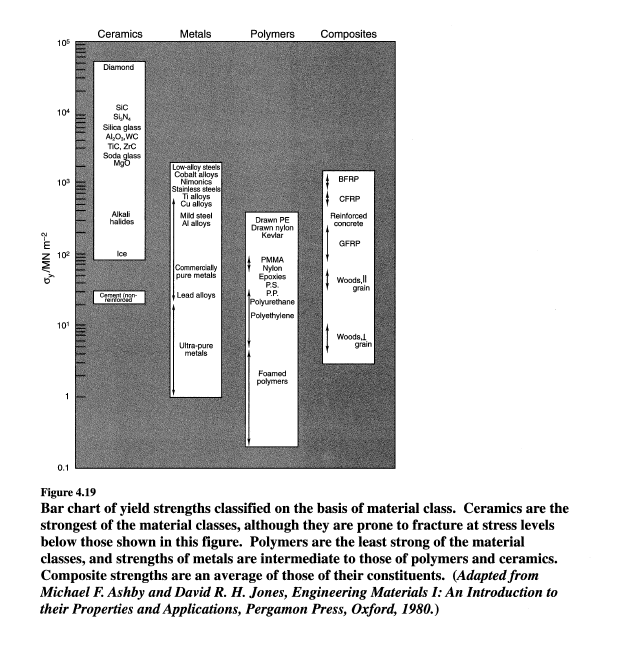 Ceramics Metals Polymers Composites
10⁵
10⁴
10³
10²
10¹
1
0.1
σy/MN m⁻²
Diamond
SiC
Si₃N₄
Silica glass
Al₂O₃,WC
TiC, ZrC
Soda glass
MgO
Alkali
halides
Ice
Cement (non-
reinforced
Low-alloy steels
Cobalt alloys
Nimonics
Stainless steels
Ti alloys
Cu alloys
Mild steel
Al alloys
Commercially
pure metals
Lead alloys
Ultra-pure
metals
Drawn PE
Drawn nylon
Kevlar
PMMA
Nylon
Epoxies
P.S.
P.P.
Polyurethane
Polyethylene
Foamed
polymers
BFRP
CFRP
Reinforced
concrete
GFRP
Woods,||
grain
Woods,⊥
grain
Figure 4.19
Bar chart of yield strengths classified on the basis of material class. Ceramics are the
strongest of the material classes, although they are prone to fracture at stress levels
below those shown in this figure. Polymers are the least strong of the material
classes, and strengths of metals are intermediate to those of polymers and ceramics.
Composite strengths are an average of those of their constituents. (Adapted from
Michael F. Ashby and David R. H. Jones, Engineering Materials I: An Introduction to
their Properties and Applications, Pergamon Press, Oxford, 1980.)